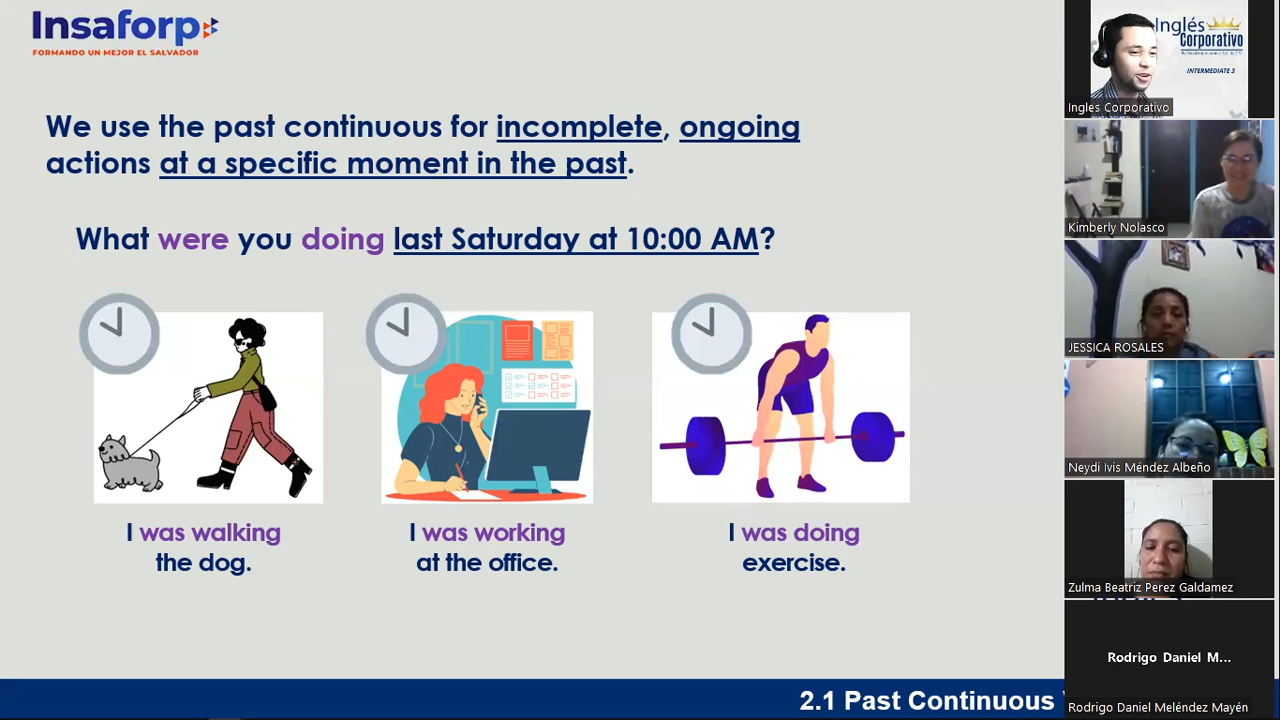 Insaforp
FORMANDO UN MEJOR EL SALVADOR
We use the past continuous for incomplete, ongoing
actions at a specific moment in the past.
What were you doing last Saturday at 10:00 AM?
I was walking
the dog.
I was working
at the office.
I was doing
exercise.
2.1 Past Continuous
Inglés
Corporativo
INTERMEDIATE 3
Ingles Corporativo
Kimberly Nolasco
JESSICA ROSALES
Neydi Ivis Méndez Albeño
Zulma Beatriz Perez Galdamez
Rodrigo Daniel M...
Rodrigo Daniel Meléndez Mayén